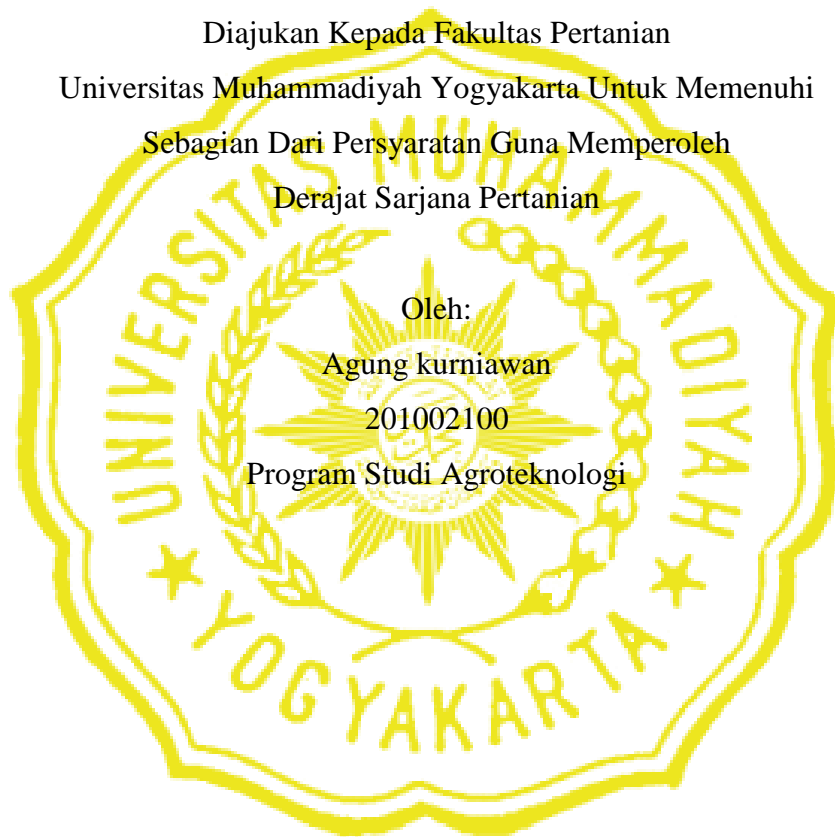 Diajukan Kepada Fakultas Pertanian
Universitas Muhammadiyah Yogyakarta Untuk Memenuhi
Sebagian Dari Persyaratan Guna Memperoleh
Derajat Sarjana Pertanian
Oleh:
Agung kurniawan
201002100
Program Studi Agroteknologi
UNIVERSITAS MUHAMMADIYAH
★ YOGYAKARTA ★